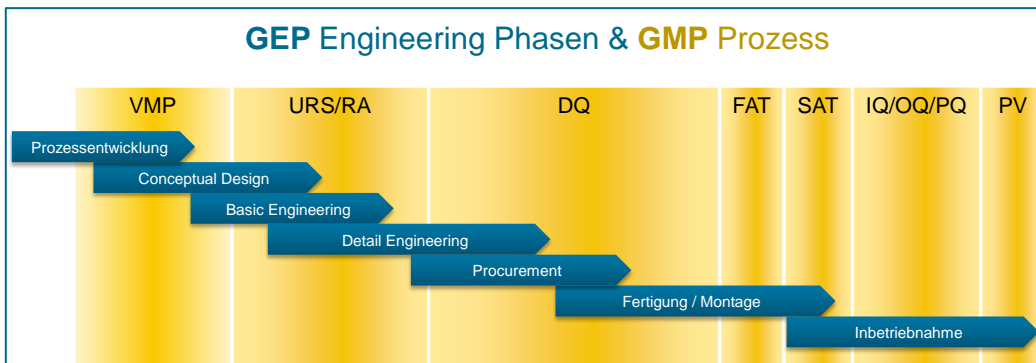 GEP Engineering Phasen & GMP Prozess
VMP URS/RA DQ FAT SAT IQ/OQ/PQ PV
Prozessentwicklung
Conceptual Design
Basic Engineering
Detail Engineering
Procurement
Fertigung / Montage
Inbetriebnahme